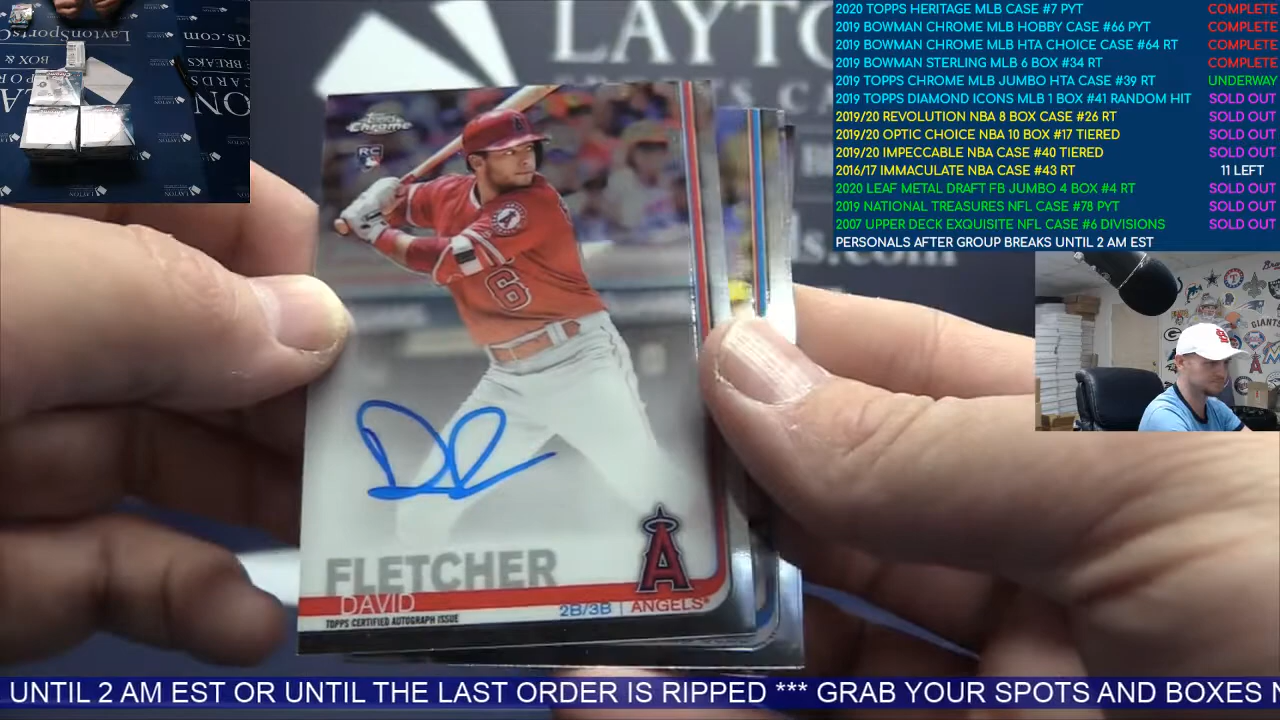 2020 TOPPS HERITAGE MLB CASE #7 PYT COMPLETE
2019 BOWMAN CHROME MLB HOBBY CASE #66 PYT COMPLETE
2019 BOWMAN CHROME MLB HTA CHOICE CASE #64 RT COMPLETE
2019 BOWMAN STERLING MLB 6 BOX #34 RT COMPLETE
2019 TOPPS CHROME MLB JUMBO HTA CASE #39 RT UNDERWAY
2019 TOPPS DIAMOND ICONS MLB 1 BOX #41 RANDOM HIT SOLD OUT
2019/20 REVOLUTION NBA 8 BOX CASE #26 RT SOLD OUT
2019/20 OPTIC CHOICE NBA 10 BOX #17 TIERED SOLD OUT
2019/20 IMPECCABLE NBA CASE #40 TIERED SOLD OUT
2016/17 IMMACULATE NBA CASE #43 RT 11 LEFT
2020 LEAF METAL DRAFT FB JUMBO 4 BOX #4 RT SOLD OUT
2019 NATIONAL TREASURES NFL CASE #78 PYT SOLD OUT
2007 UPPER DECK EXQUISITE NFL CASE #6 DIVISIONS SOLD OUT
PERSONALS AFTER GROUP BREAKS UNTIL 2 AM EST
LAYTO
Topps Chrome
RC
6
FLETCHER
DAVID
2B/3B ANGELS
TOPPS CERTIFIED AUTOGRAPH ISSUE
UNTIL 2 AM EST OR UNTIL THE LAST ORDER IS RIPPED *** GRAB YOUR SPOTS AND BOXES